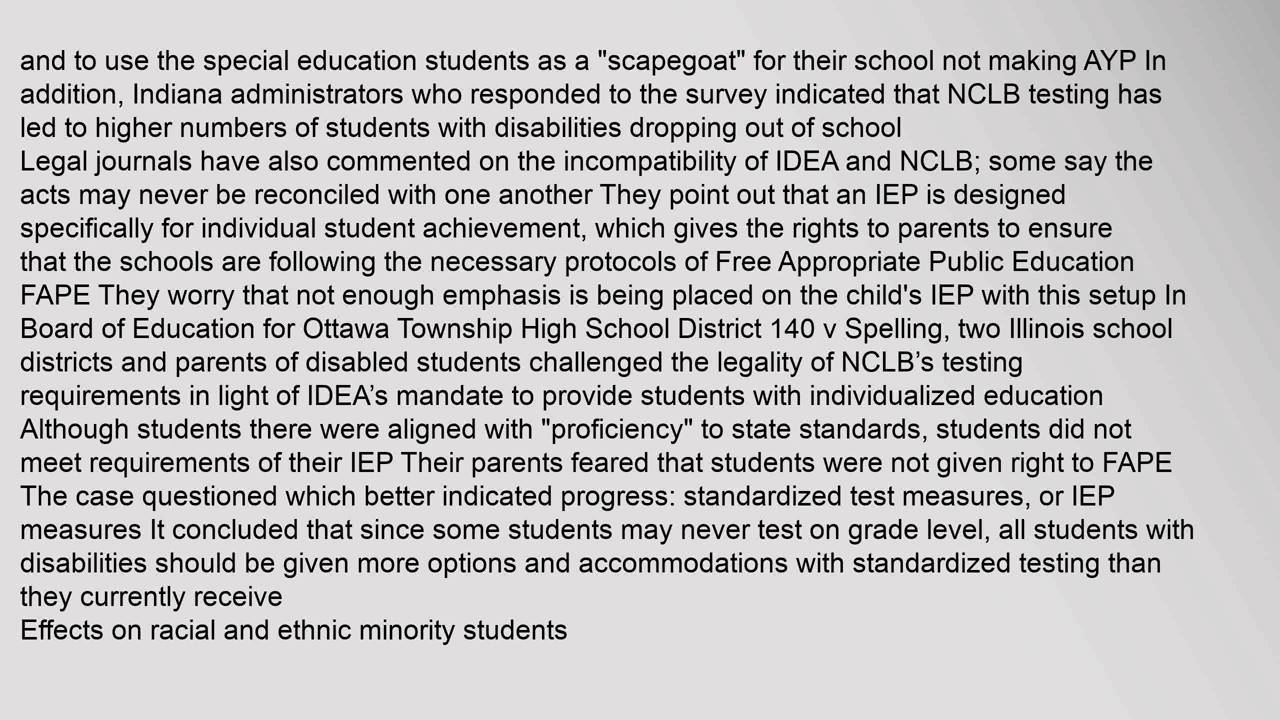 and to use the special education students as a "scapegoat" for their school not making AYP In
addition, Indiana administrators who responded to the survey indicated that NCLB testing has
led to higher numbers of students with disabilities dropping out of school
Legal journals have also commented on the incompatibility of IDEA and NCLB; some say the
acts may never be reconciled with one another They point out that an IEP is designed
specifically for individual student achievement, which gives the rights to parents to ensure
that the schools are following the necessary protocols of Free Appropriate Public Education
FAPE They worry that not enough emphasis is being placed on the child's IEP with this setup In
Board of Education for Ottawa Township High School District 140 v Spelling, two Illinois school
districts and parents of disabled students challenged the legality of NCLB’s testing
requirements in light of IDEA’s mandate to provide students with individualized education
Although students there were aligned with "proficiency" to state standards, students did not
meet requirements of their IEP Their parents feared that students were not given right to FAPE
The case questioned which better indicated progress: standardized test measures, or IEP
measures It concluded that since some students may never test on grade level, all students with
disabilities should be given more options and accommodations with standardized testing than
they currently receive
Effects on racial and ethnic minority students